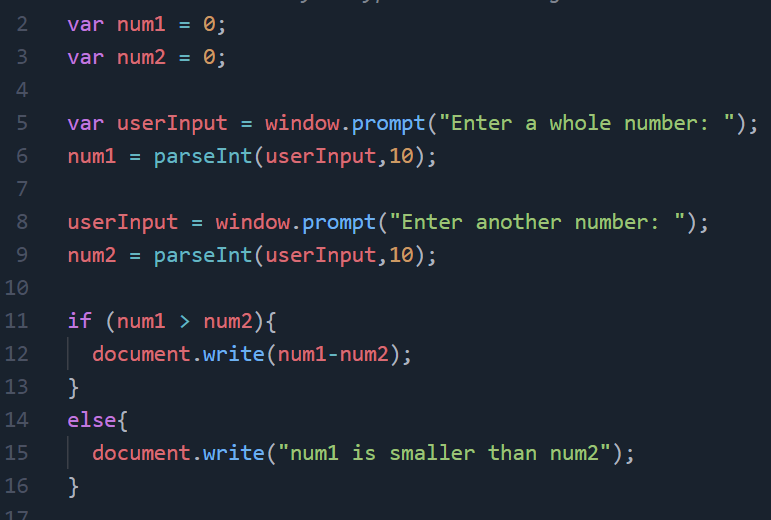 2 var num1 = 0;
3 var num2 = 0;
4
5 var userInput = window.prompt("Enter a whole number: ");
6 num1 = parseInt(userInput,10);
7
8 userInput = window.prompt("Enter another number: ");
9 num2 = parseInt(userInput,10);
10
11 if (num1 > num2){
12 document.write(num1-num2);
13 }
14 else{
15 document.write("num1 is smaller than num2");
16 }
17